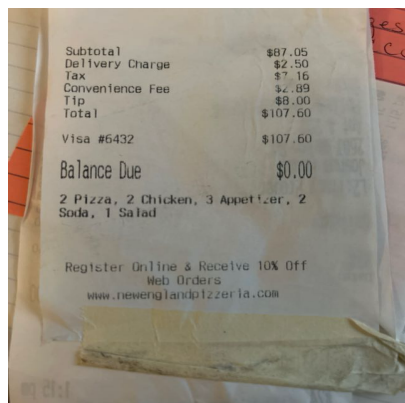 Subtotal $87.05
Delivery Charge $2.50
Tax $7.16
Convenience Fee $2.89
Tip $8.00
Total $107.60
Visa #6432 $107.60
Balance Due $0.00
2 Pizza, 2 Chicken, 3 Appetizer, 2
Soda, 1 Salad
Register Online & Receive 10% Off
Web Orders
www.newenglandpizzeria.com